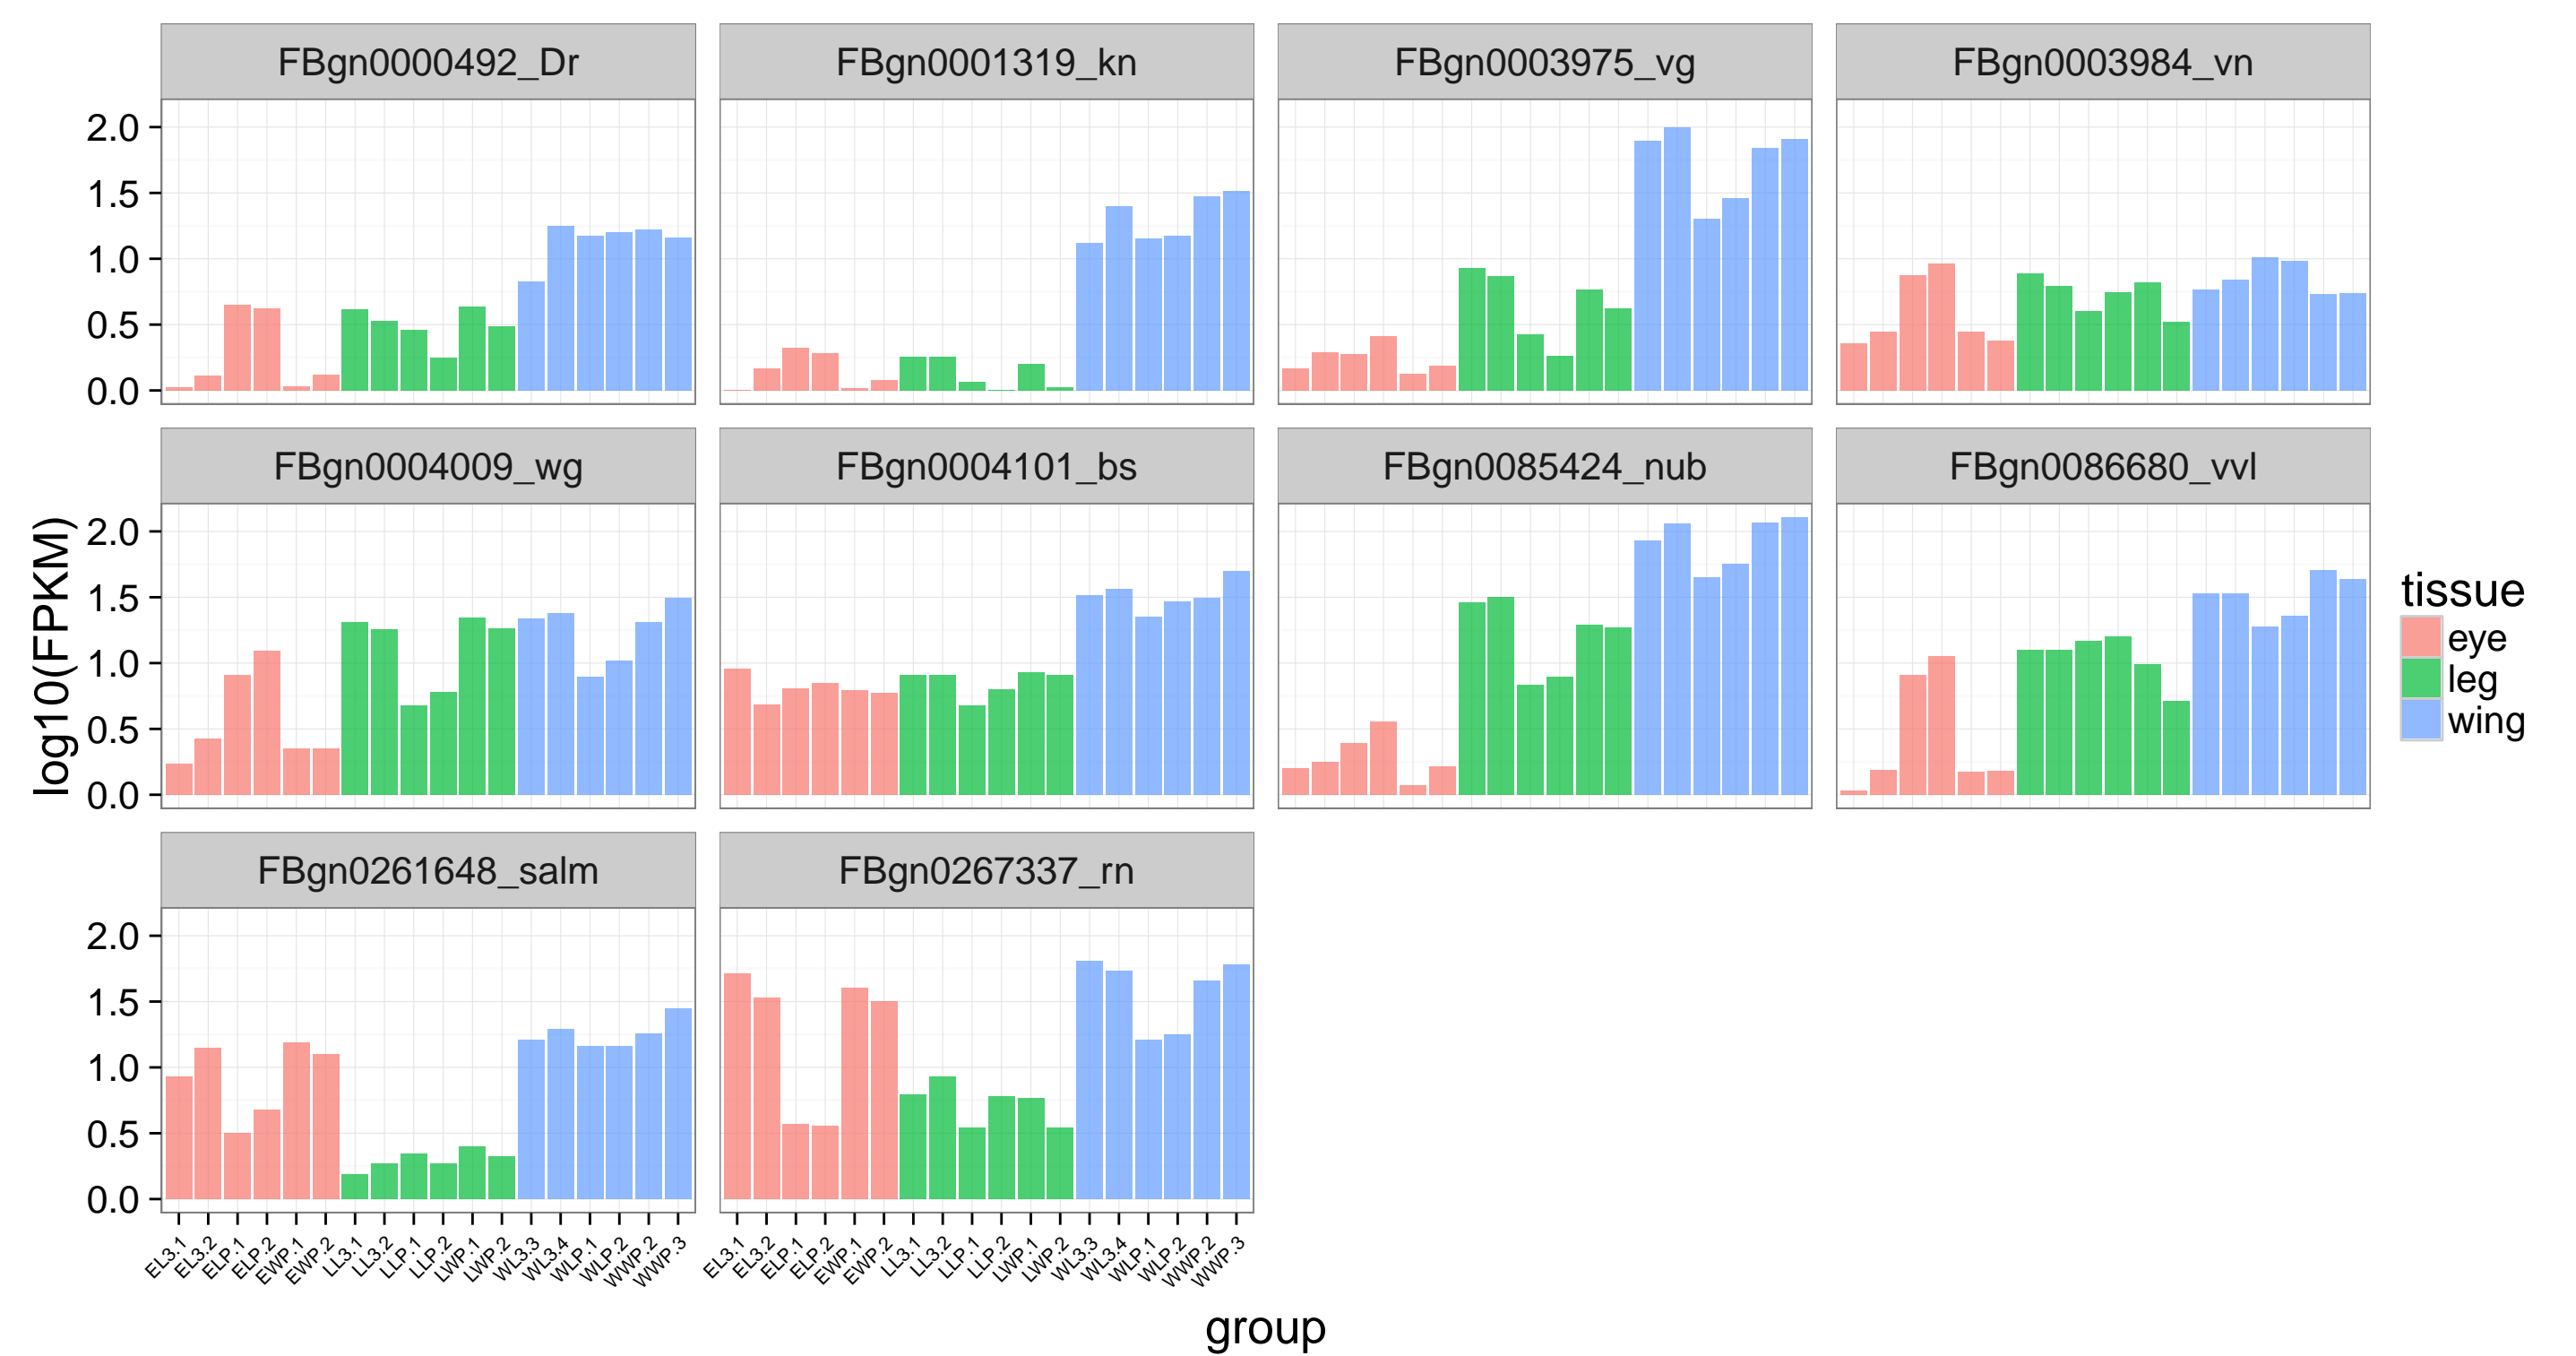 FBgn0000492_Dr
FBgn0001319_kn
FBgn0003975_vg
FBgn0003984_vn
2.0
1.5
1.0
0.5
0.0
FBgn0004009_wg
FBgn0004101_bs
FBgn0085424_nub
FBgn0086680_vvl
log10(FPKM)
2.0
1.5
1.0
0.5
0.0
tissue
eye
leg
wing
FBgn0261648_salm
FBgn0267337_rn
2.0
1.5
1.0
0.5
0.0
EL3.1
EL3.2
ELP.1
ELP.2
EWP.1
EWP.2
LL3.1
LL3.2
LLP.1
LLP.2
LWP.1
LWP.2
WL3.3
WL3.4
WLP.1
WLP.2
WWP.2
WWP.3
EL3.1
EL3.2
ELP.1
ELP.2
EWP.1
EWP.2
LL3.1
LL3.2
LLP.1
LLP.2
LWP.1
LWP.2
WL3.3
WL3.4
WLP.1
WLP.2
WWP.2
WWP.3
group